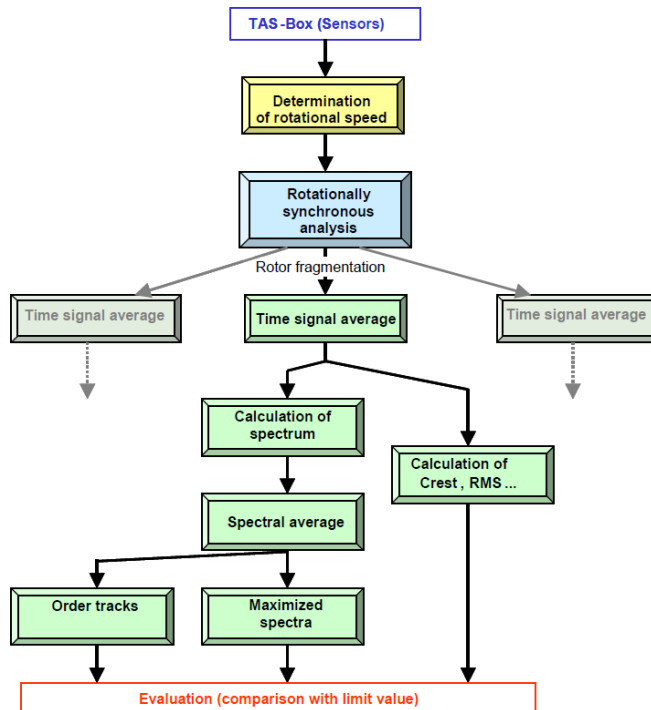 TAS-Box (Sensors)
Determination
of rotational speed
Rotationally
synchronous
analysis
Rotor fragmentation
Time signal average
Time signal average
Time signal average
Calculation of
spectrum
Calculation of
Crest , RMS ...
Spectral average
Order tracks
Maximized
spectra
Evaluation (comparison with limit value)